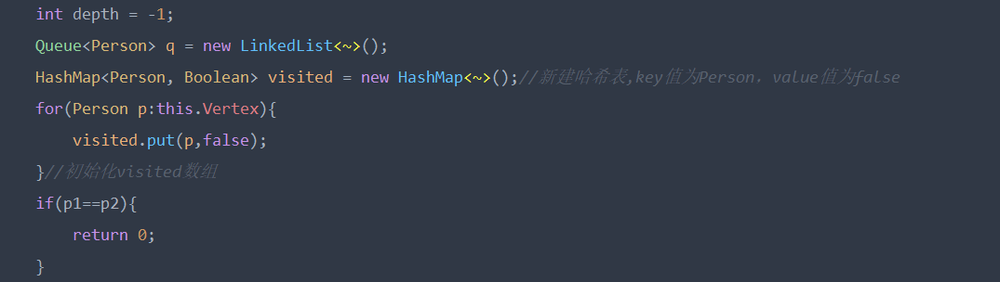 int depth = -1;
Queue<Person> q = new LinkedList<~>();
HashMap<Person, Boolean> visited = new HashMap<~>();//新建哈希表,key值为Person，value值为false
for(Person p:this.Vertex){
    visited.put(p,false);
}//初始化visited数组
if(p1==p2){
    return 0;
}